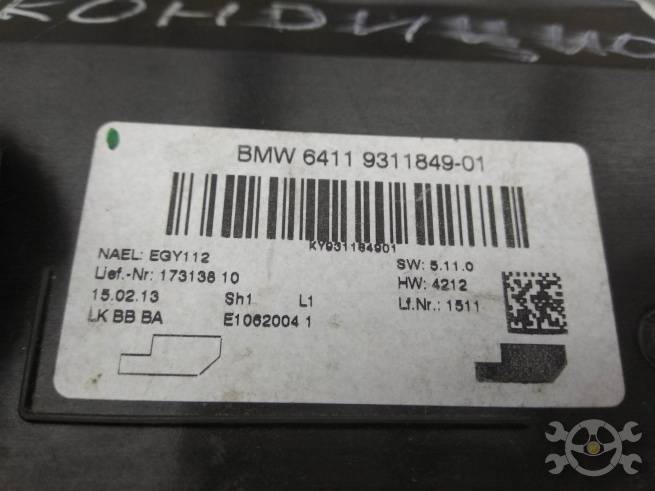 КОНДИЦИО
BMW 6411 9311849-01
KY931184901
NAEL: EGY112 SW: 5.11.0
Lief.-Nr: 173136 10 HW: 4212
15.02.13 Sh1 L1 Lf.Nr.: 1511
LK BB BA E1062004 1